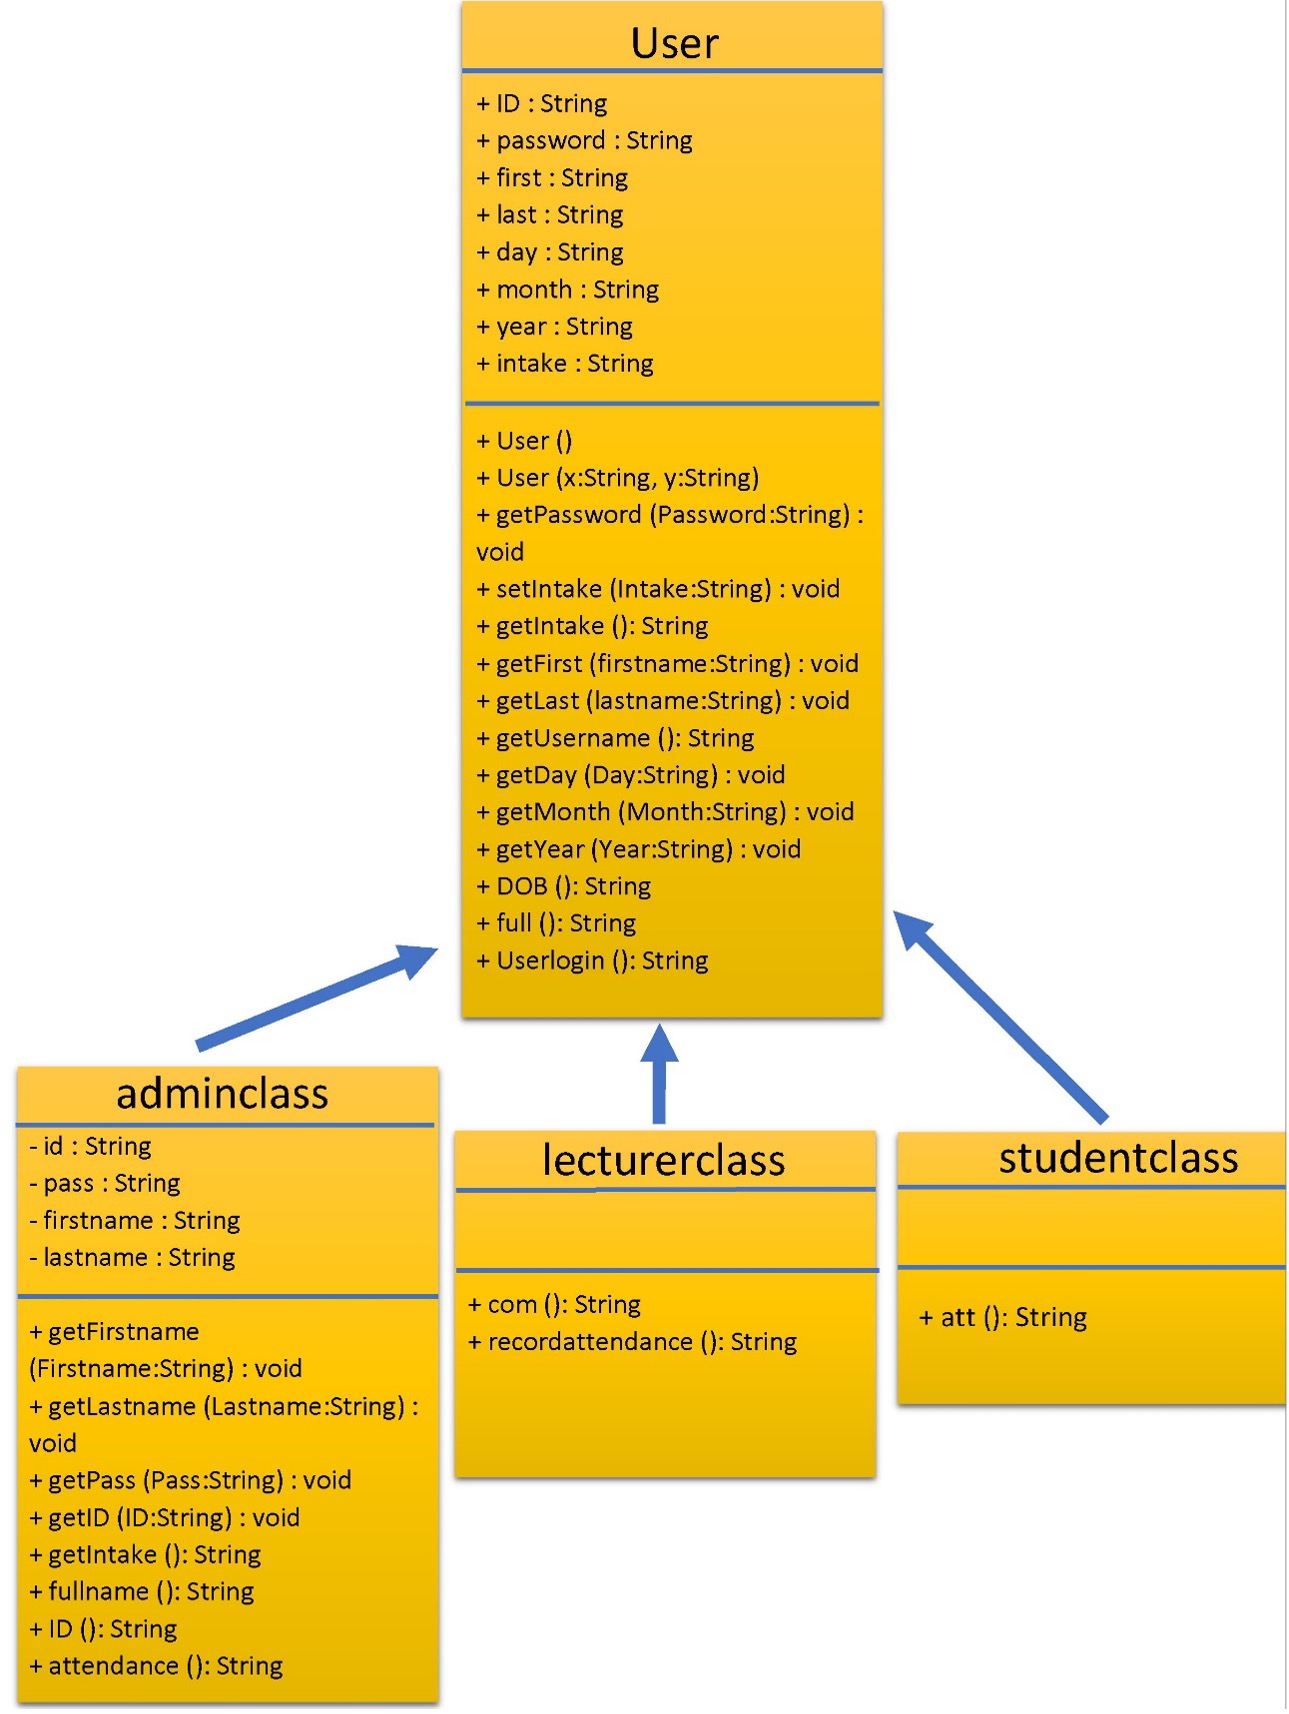 User
+ ID : String
+ password : String
+ first : String
+ last : String
+ day : String
+ month : String
+ year : String
+ intake : String
+ User ()
+ User (x:String, y:String)
+ getPassword (Password:String) :
void
+ setIntake (Intake:String) : void
+ getIntake (): String
+ getFirst (firstname:String) : void
+ getLast (lastname:String) : void
+ getUsername (): String
+ getDay (Day:String) : void
+ getMonth (Month:String) : void
+ getYear (Year:String) : void
+ DOB (): String
+ full (): String
+ Userlogin (): String
adminclass
- id : String
- pass : String
- firstname : String
- lastname : String
+ getFirstname
(Firstname:String) : void
+ getLastname (Lastname:String) :
void
+ getPass (Pass:String) : void
+ getID (ID:String) : void
+ getIntake (): String
+ fullname (): String
+ ID (): String
+ attendance (): String
lecturerclass
+ com (): String
+ recordattendance (): String
studentclass
+ att (): String